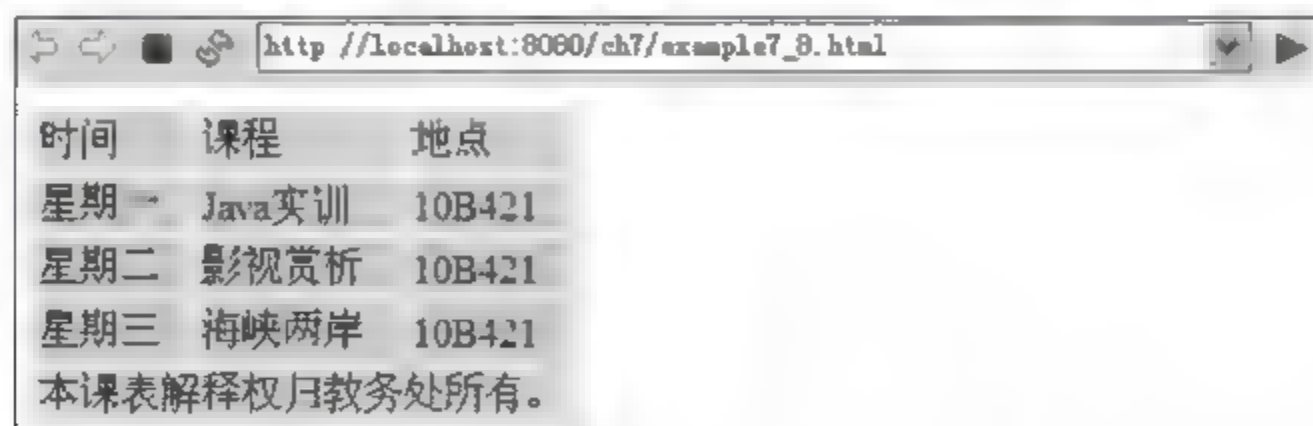 http //localhost:8080/ch7/example7_8.html
时间 课程 地点
星期一 Java实训 10B421
星期二 影视赏析 10B421
星期三 海峡两岸 10B421
本课表解释权归教务处所有。